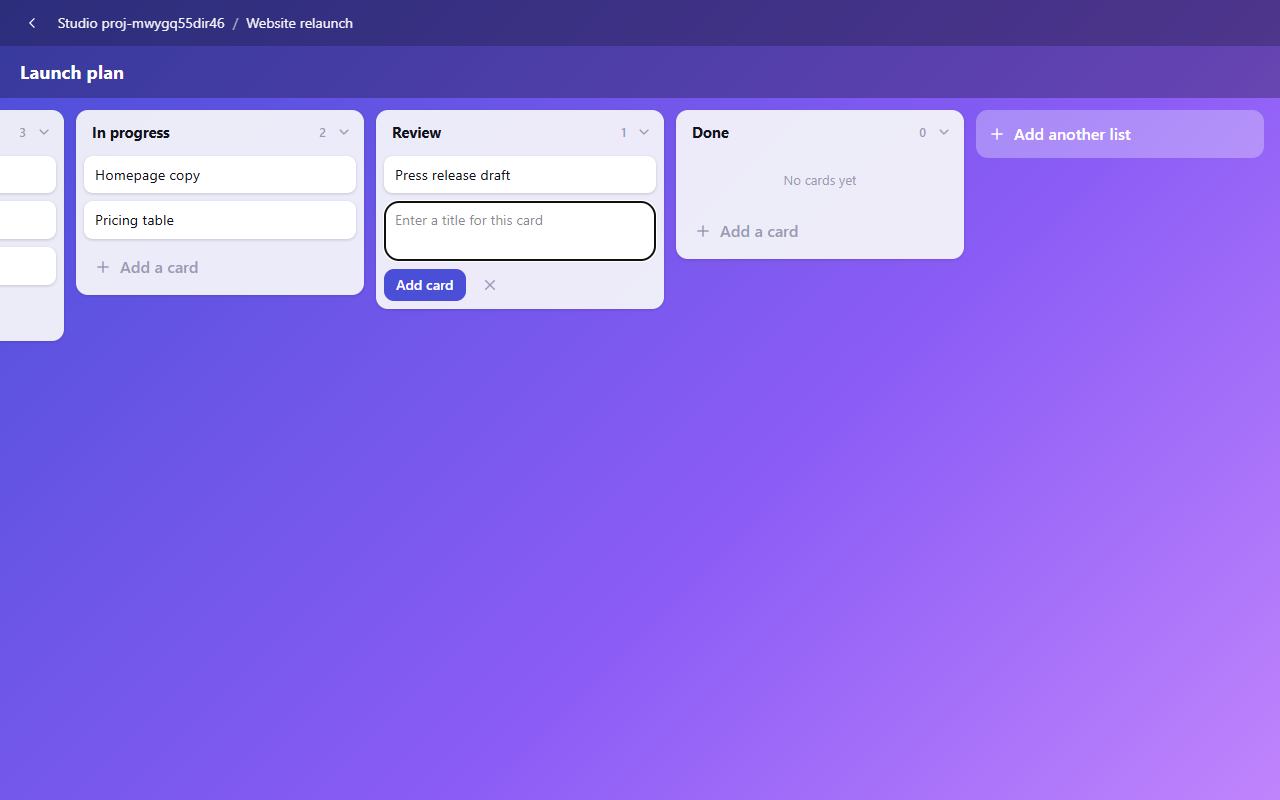 Studio proj-mwygq55dir46 / Website relaunch
Launch plan
3
In progress 2
Homepage copy
Pricing table
Add a card
Review 1
Press release draft
Enter a title for this card
Add card
Done 0
No cards yet
Add a card
Add another list